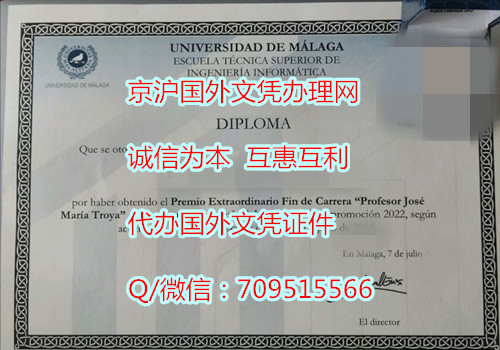 UNIVERSIDAD DE MÁLAGA
ESCUELA TÉCNICA SUPERIOR DE
INGENIERÍA INFORMÁTICA
UNIVERSIDAD DE MÁLAGA
京沪国外文凭办理网
DIPLOMA
Que se oto
诚信为本 互惠互利
por haber obtenido el Premio Extraordinario Fin de Carrera “Profesor José
María Troya” promoción 2022, según
代办国外文凭证件
En Málaga, 7 de julio
Q/微信：709515566
El director